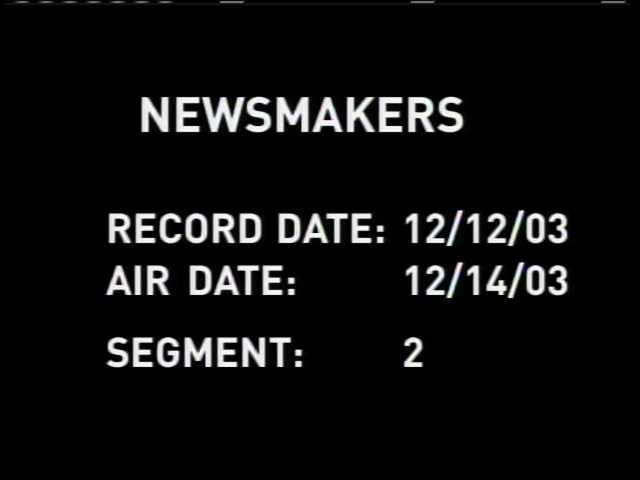 NEWSMAKERS
RECORD DATE: 12/12/03
AIR DATE: 12/14/03
SEGMENT: 2